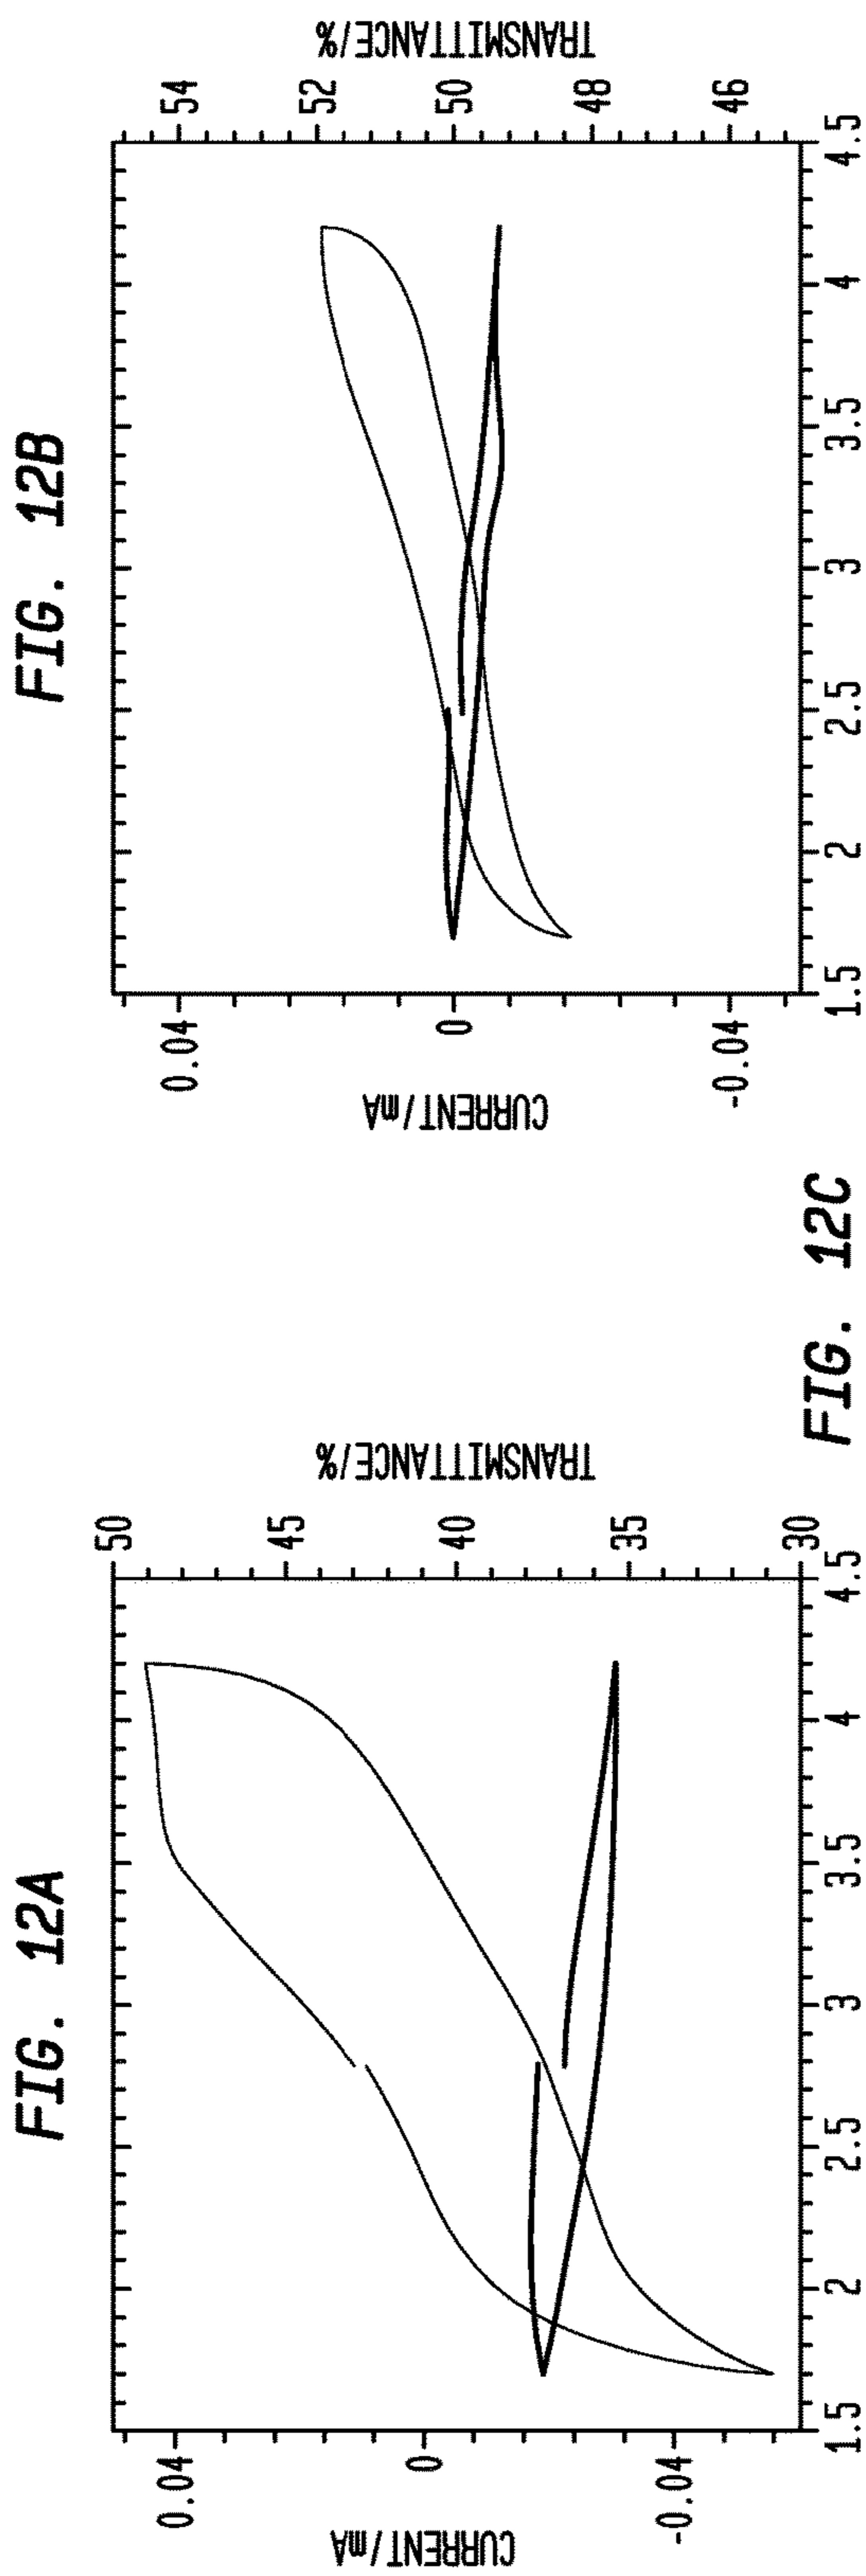 FIG. 12A
CURRENT/mA
0.04
0
-0.04
TRANSMITTANCE/%
50
45
40
35
30
1.5 2 2.5 3 3.5 4 4.5
FIG. 12B
CURRENT/mA
0.04
0
-0.04
TRANSMITTANCE/%
54
52
50
48
46
1.5 2 2.5 3 3.5 4 4.5
FIG. 12C